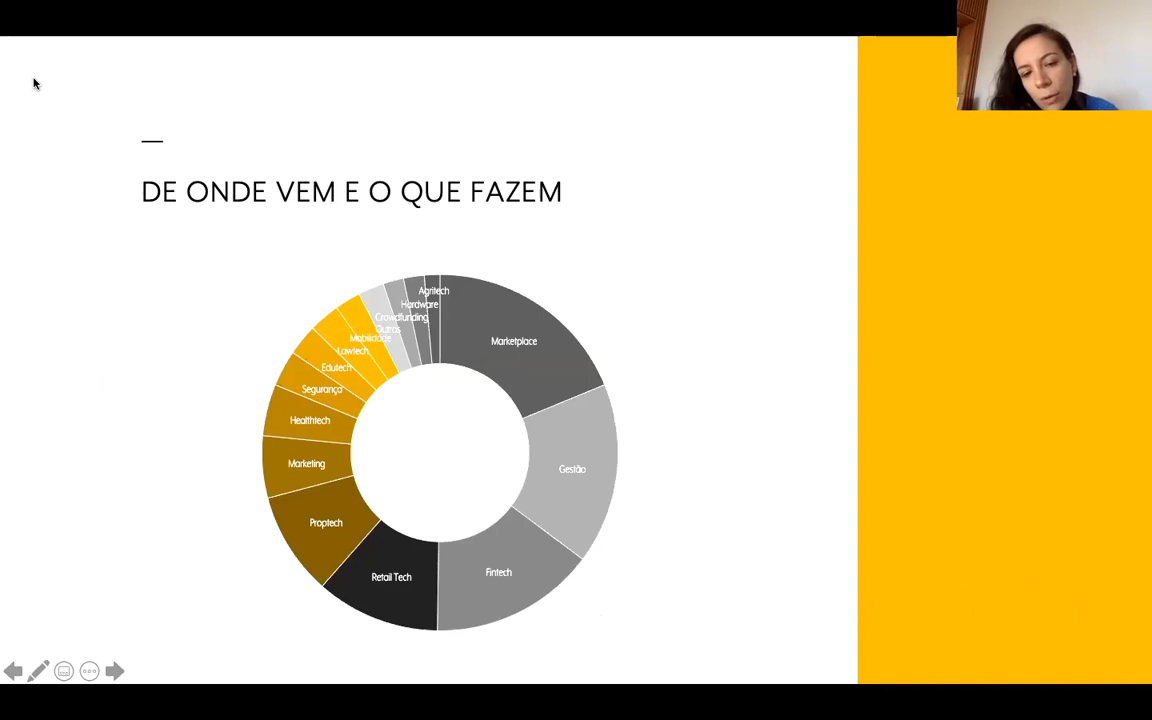 DE ONDE VEM E O QUE FAZEM
Agritech
Hardware
Crowdfunding
Outros
Mobilidade
Marketplace
Lawtech
Edutech
Segurança
Healthtech
Marketing
Gestão
Proptech
Retail Tech
Fintech